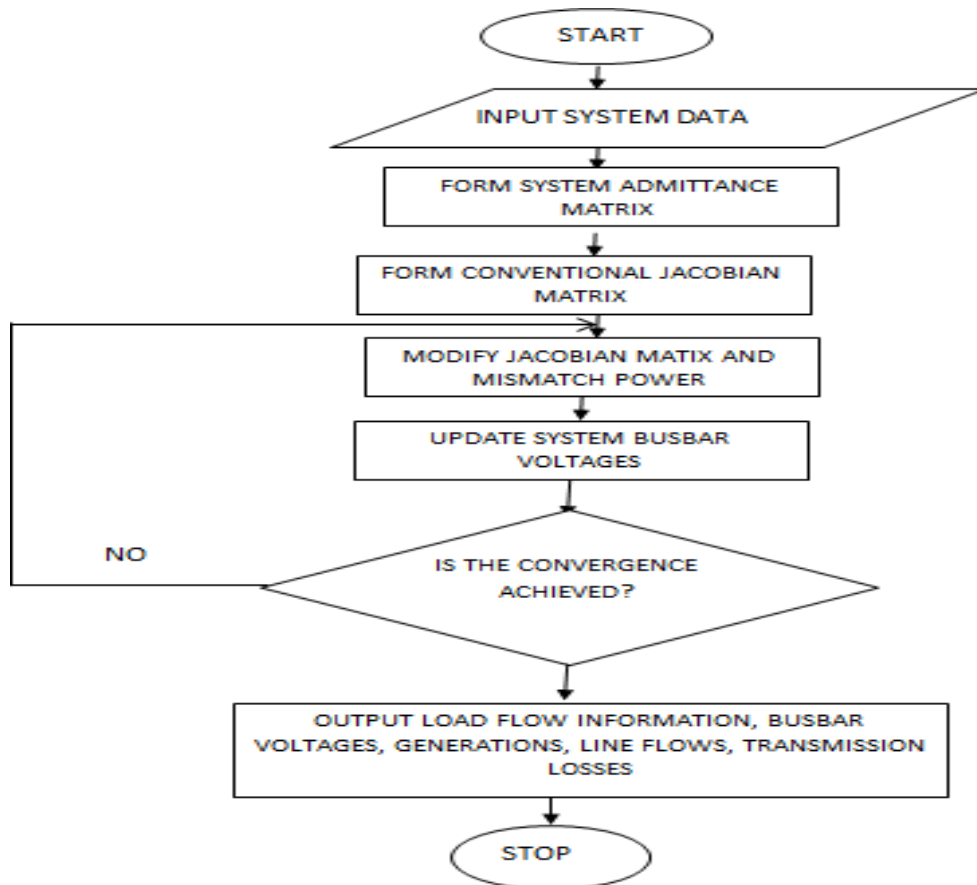 START
INPUT SYSTEM DATA
FORM SYSTEM ADMITTANCE
MATRIX
FORM CONVENTIONAL JACOBIAN
MATRIX
MODIFY JACOBIAN MATIX AND
MISMATCH POWER
UPDATE SYSTEM BUSBAR
VOLTAGES
NO
IS THE CONVERGENCE
ACHIEVED?
OUTPUT LOAD FLOW INFORMATION, BUSBAR
VOLTAGES, GENERATIONS, LINE FLOWS, TRANSMISSION
LOSSES
STOP